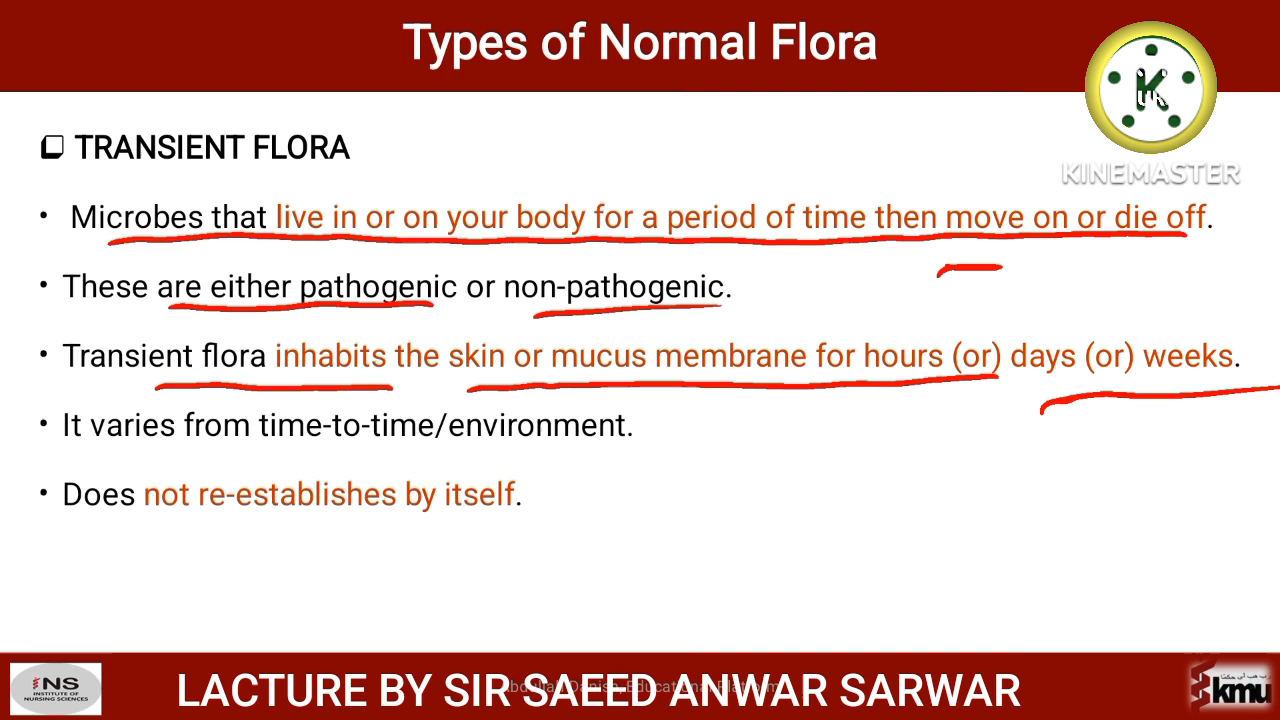 Types of Normal Flora
K
KINEMASTER
❏ TRANSIENT FLORA
• Microbes that live in or on your body for a period of time then move on or die off.
• These are either pathogenic or non-pathogenic.
• Transient flora inhabits the skin or mucus membrane for hours (or) days (or) weeks.
• It varies from time-to-time/environment.
• Does not re-establishes by itself.
INS
INSTITUTE OF
NURSING SCIENCES
LACTURE BY SIR SAEED ANWAR SARWAR
kmu